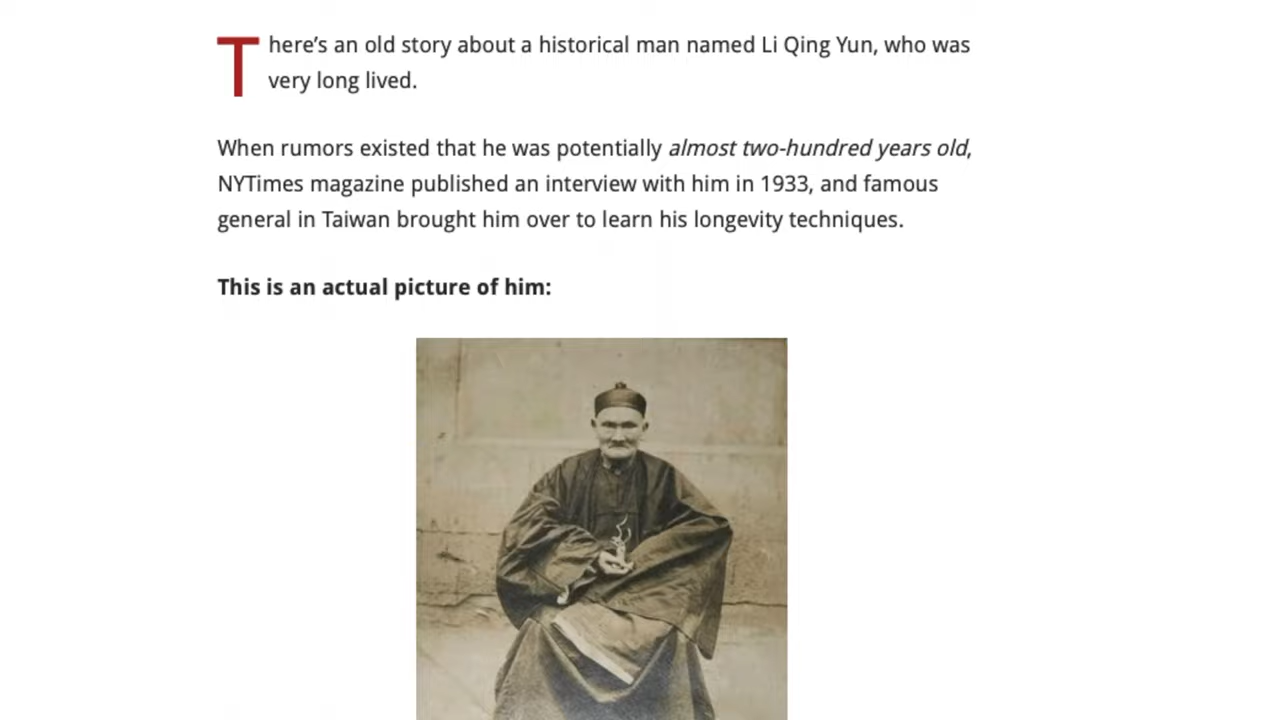 There's an old story about a historical man named Li Qing Yun, who was
very long lived.
When rumors existed that he was potentially almost two-hundred years old,
NYTimes magazine published an interview with him in 1933, and famous
general in Taiwan brought him over to learn his longevity techniques.
This is an actual picture of him: